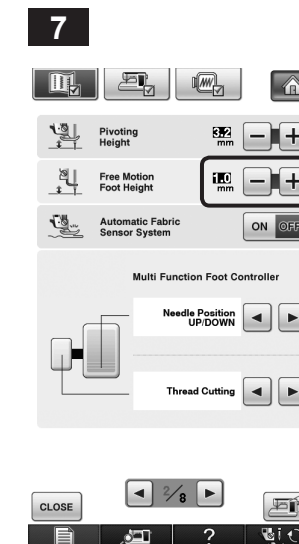 7
Pivoting
Height
3.2
mm
Free Motion
Foot Height
1.0
mm
Automatic Fabric
Sensor System
ON OFF
Multi Function Foot Controller
Needle Position
UP/DOWN
Thread Cutting
CLOSE
2/8
?